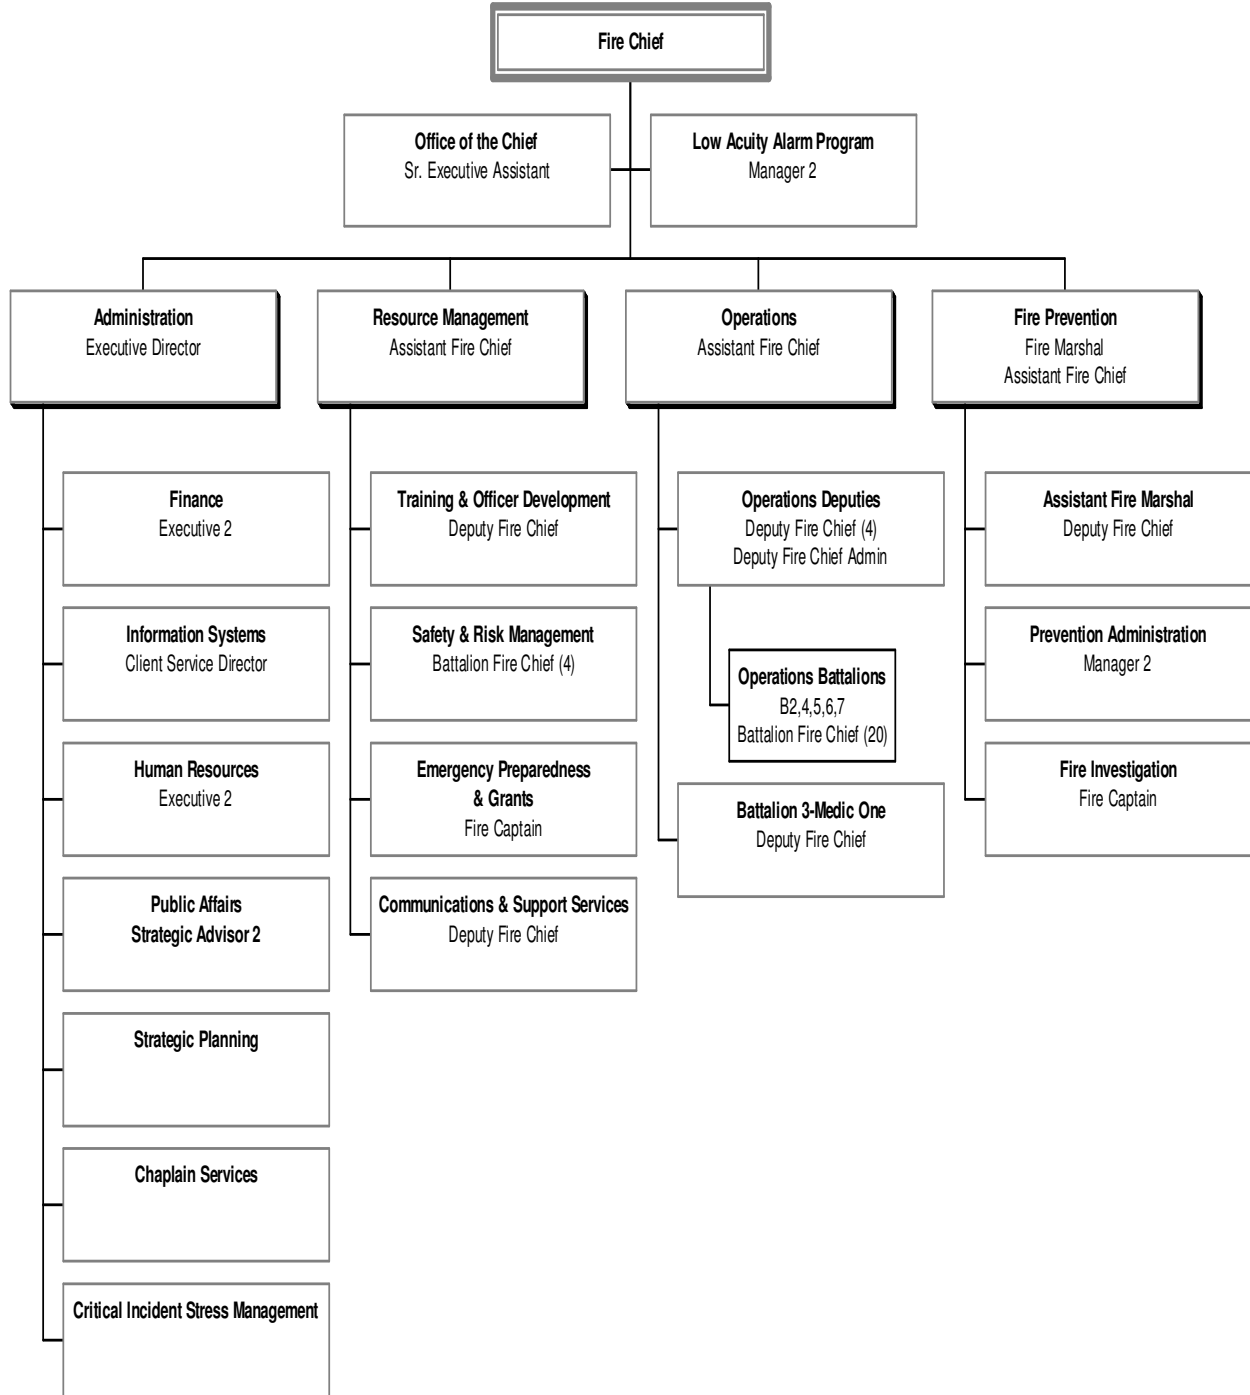 Fire Chief
Office of the Chief
Sr. Executive Assistant
Low Acuity Alarm Program
Manager 2
Administration
Executive Director
Resource Management
Assistant Fire Chief
Operations
Assistant Fire Chief
Fire Prevention
Fire Marshal
Assistant Fire Chief
Finance
Executive 2
Information Systems
Client Service Director
Human Resources
Executive 2
Public Affairs
Strategic Advisor 2
Strategic Planning
Chaplain Services
Critical Incident Stress Management
Training & Officer Development
Deputy Fire Chief
Safety & Risk Management
Battalion Fire Chief (4)
Emergency Preparedness
& Grants
Fire Captain
Communications & Support Services
Deputy Fire Chief
Operations Deputies
Deputy Fire Chief (4)
Deputy Fire Chief Admin
Operations Battalions
B2,4,5,6,7
Battalion Fire Chief (20)
Battalion 3-Medic One
Deputy Fire Chief
Assistant Fire Marshal
Deputy Fire Chief
Prevention Administration
Manager 2
Fire Investigation
Fire Captain